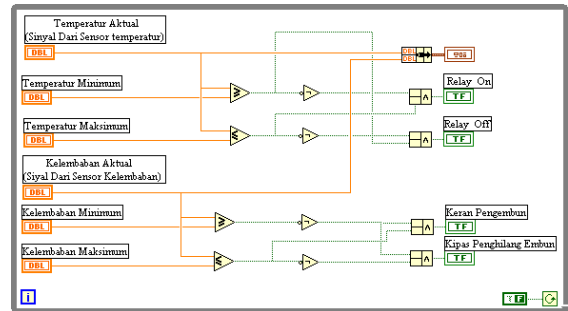 Temperatur Aktual
(Sinyal Dari Sensor temperatur)
DBL
DBL
DBL
Temperatur Minimum
DBL
Relay On
TF
Temperatur Maksimum
DBL
Relay Off
TF
Kelembaban Aktual
(Siyal Dari Sensor Kelembaban)
DBL
Kelembaban Minimum
DBL
Keran Pengembun
TF
Kelembaban Maksimum
DBL
Kipas Penghilang Embun
TF
i
F